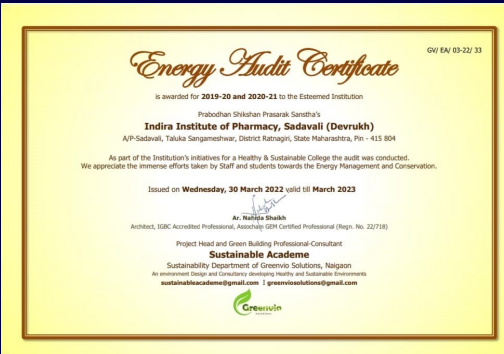 GV/ EA/ 03-22/ 33
Energy Audit Certificate
is awarded for 2019-20 and 2020-21 to the Esteemed Institution
Prabodhan Shikshan Prasarak Sanstha's
Indira Institute of Pharmacy, Sadavali (Devrukh)
A/P-Sadavali, Taluka Sangameshwar, District Ratnagiri, State Maharashtra, Pin - 415 804
As part of the Institution's initiatives for a Healthy & Sustainable College the audit was conducted.
We appreciate the immense efforts taken by Staff and students towards the Energy Management and Conservation.
Issued on Wednesday, 30 March 2022 valid till March 2023
Ar. Nahida Shaikh
Architect, IGBC Accredited Professional, Assocham GEM Certified Professional (Regn. No. 22/718)
Project Head and Green Building Professional-Consultant
Sustainable Academe
Sustainability Department of Greenvio Solutions, Naigaon
An environment Design and Consultancy developing Healthy and Sustainable Environments
sustainableacademe@gmail.com I greenviosolutions@gmail.com
Greenvio